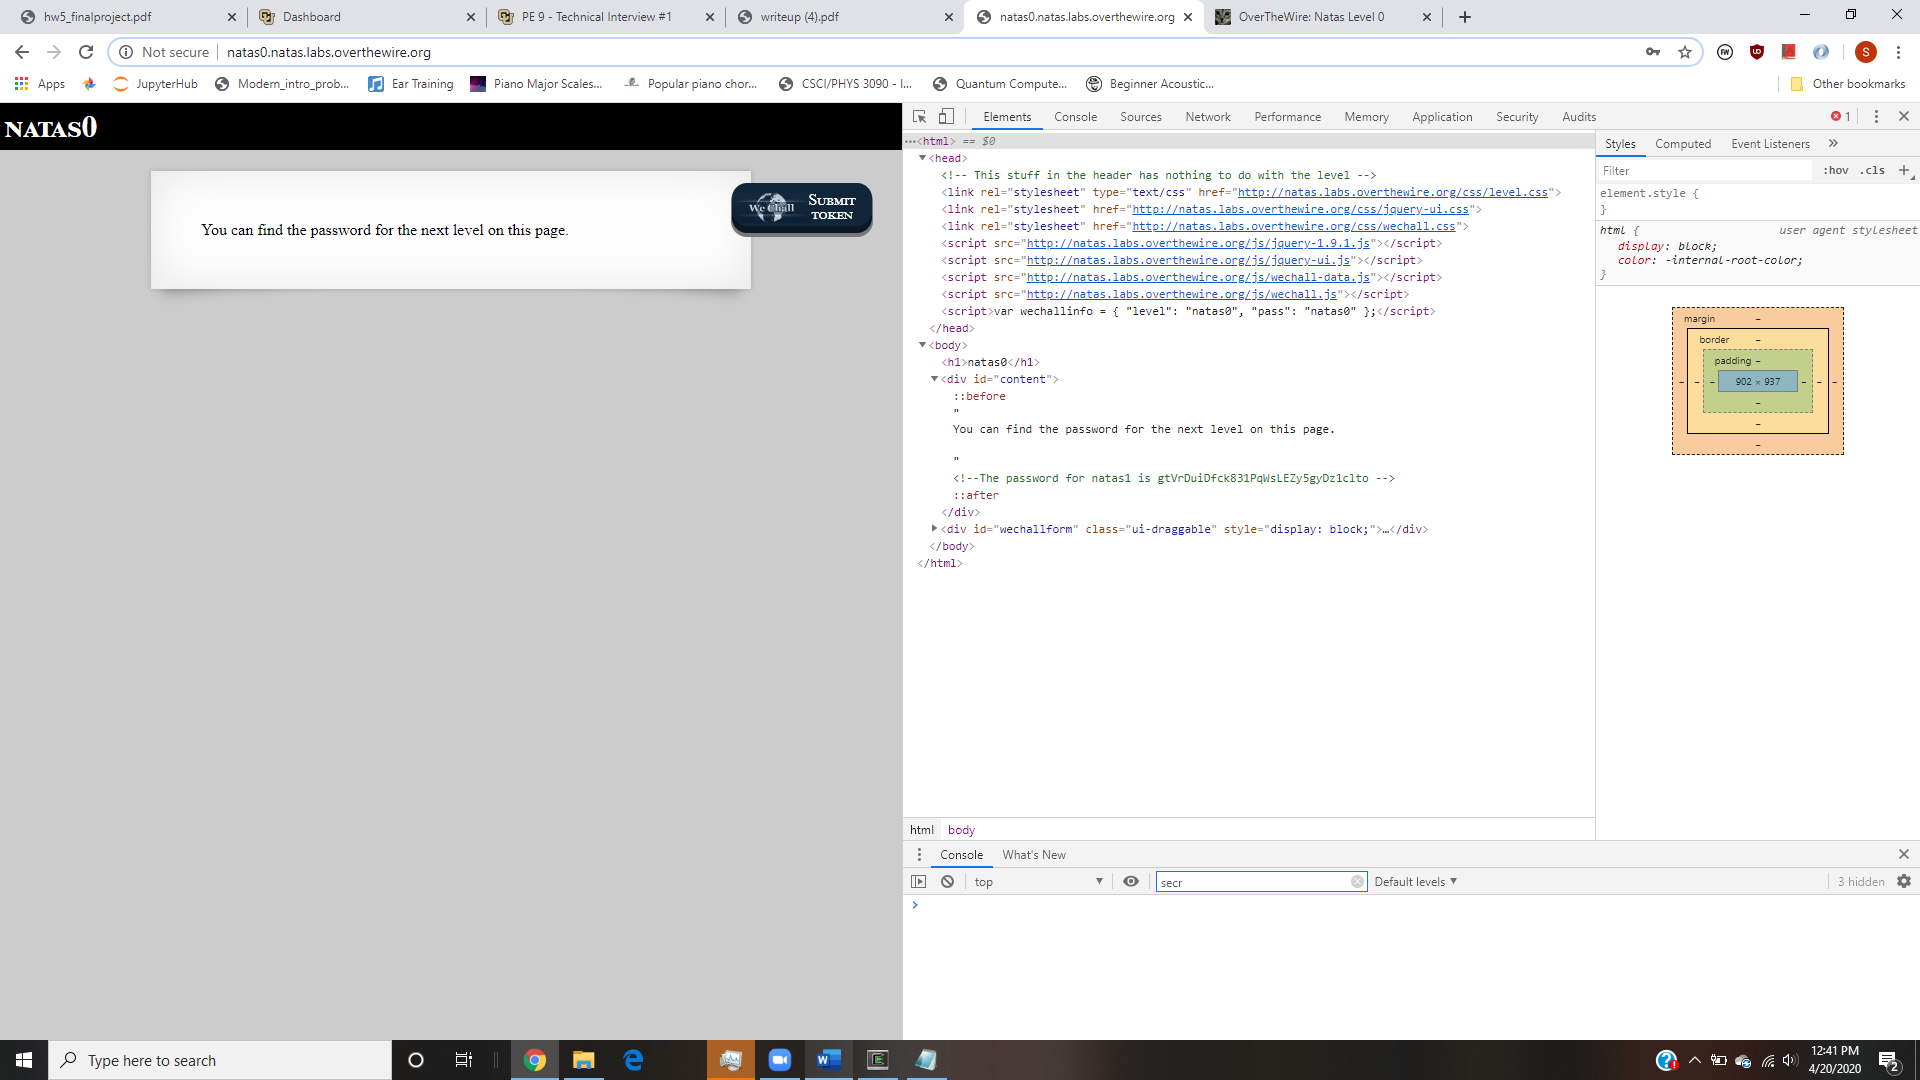 hw5_finalproject.pdf
Dashboard
PE 9 - Technical Interview #1
writeup (4).pdf
natas0.natas.labs.overthewire.org
OverTheWire: Natas Level 0
Not secure
natas0.natas.labs.overthewire.org
S
Apps
JupyterHub
Modern_intro_prob...
Ear Training
Piano Major Scales...
Popular piano chor...
CSCI/PHYS 3090 - I...
Quantum Compute...
Beginner Acoustic...
Other bookmarks
NATAS0
You can find the password for the next level on this page.
We Chall
SUBMIT
TOKEN
Elements
Console
Sources
Network
Performance
Memory
Application
Security
Audits
1
...<html> == $0
<head>
<!-- This stuff in the header has nothing to do with the level -->
<link rel="stylesheet" type="text/css" href="http://natas.labs.overthewire.org/css/level.css">
<link rel="stylesheet" href="http://natas.labs.overthewire.org/css/jquery-ui.css">
<link rel="stylesheet" href="http://natas.labs.overthewire.org/css/wechall.css">
<script src="http://natas.labs.overthewire.org/js/jquery-1.9.1.js"></script>
<script src="http://natas.labs.overthewire.org/js/jquery-ui.js"></script>
<script src="http://natas.labs.overthewire.org/js/wechall-data.js"></script>
<script src="http://natas.labs.overthewire.org/js/wechall.js"></script>
<script>var wechallinfo = { "level": "natas0", "pass": "natas0" };</script>
</head>
<body>
<h1>natas0</h1>
<div id="content">
::before
"
You can find the password for the next level on this page.
"
<!--The password for natas1 is gtVrDuiDfck831PqWsLEZy5gyDz1clto -->
::after
</div>
<div id="wechallform" class="ui-draggable" style="display: block;">…</div>
</body>
</html>
html
body
Styles
Computed
Event Listeners
Filter
:hov
.cls
element.style {
}
html {
user agent stylesheet
display: block;
color: -internal-root-color;
}
margin
border
padding
902 × 937
Console
What's New
top
secr
Default levels
3 hidden
Type here to search
12:41 PM
4/20/2020
2